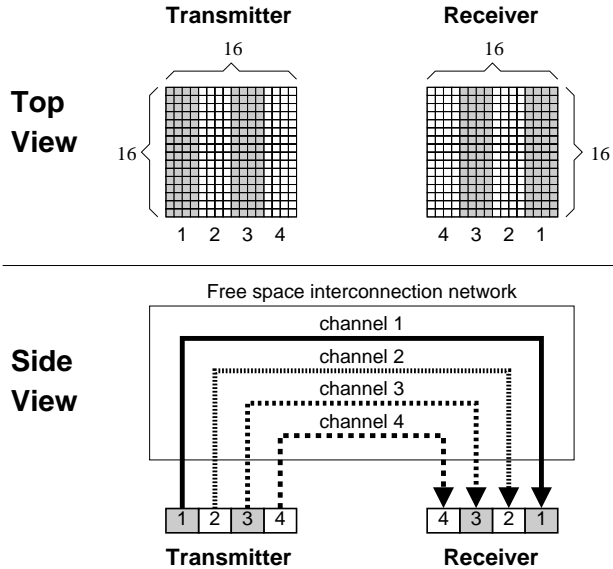 Transmitter
Receiver
16
16
Top
View
16
16
1 2 3 4
4 3 2 1
Free space interconnection network
channel 1
channel 2
channel 3
channel 4
Side
View
1 2 3 4
4 3 2 1
Transmitter
Receiver